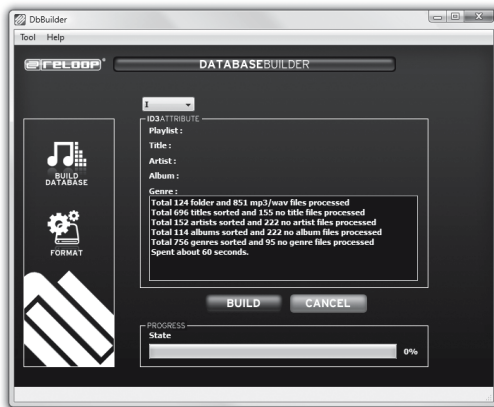 DbBuilder
Tool Help
reloop® DATABASEBUILDER
I
ID3ATTRIBUTE
Playlist :
Title :
Artist :
Album :
Genre :
Total 124 folder and 851 mp3/wav files processed
Total 696 titles sorted and 155 no title files processed
Total 152 artists sorted and 222 no artist files processed
Total 114 albums sorted and 222 no album files processed
Total 756 genres sorted and 95 no genre files processed
Spent about 60 seconds.
BUILD
DATABASE
FORMAT
BUILD CANCEL
PROGRESS
State
0%